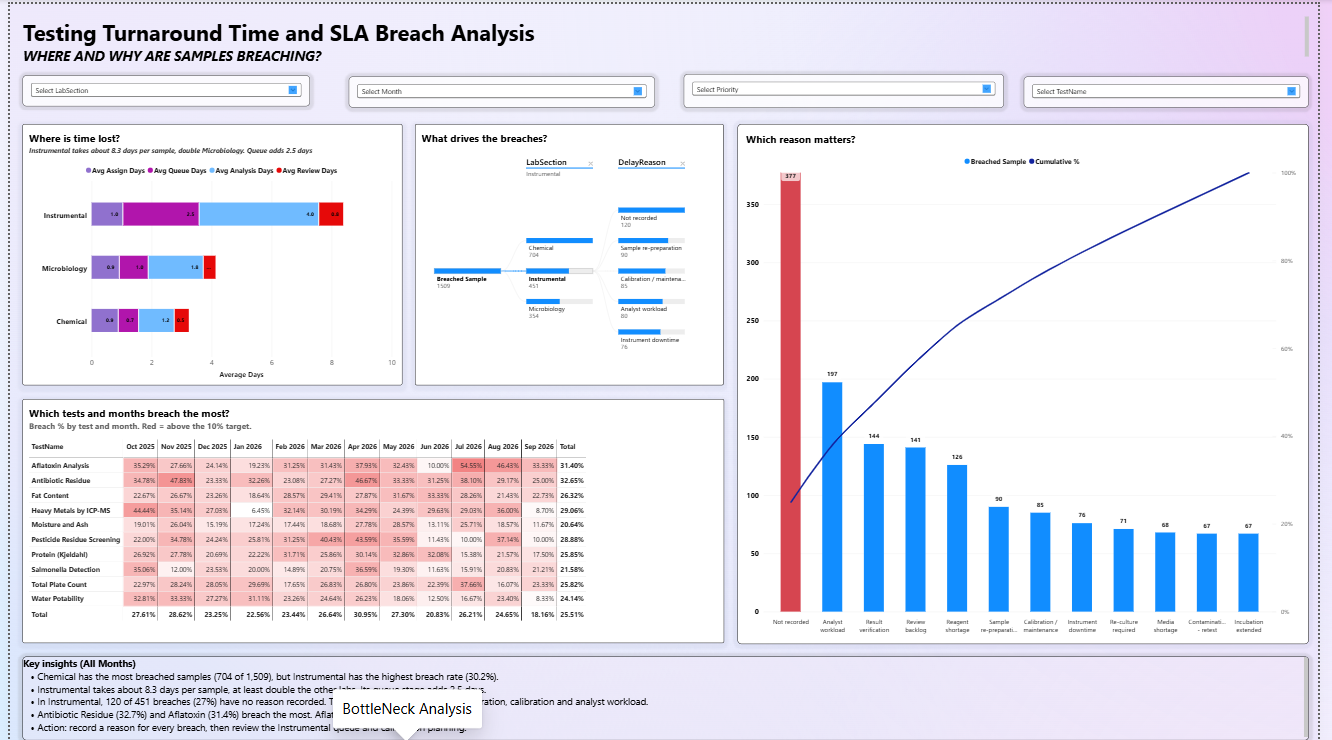 Testing Turnaround Time and SLA Breach Analysis
WHERE AND WHY ARE SAMPLES BREACHING?
Select LabSection
Select Month
Select Priority
Select TestName
Where is time lost?
Instrumental takes about 8.3 days per sample, double Microbiology. Queue adds 2.5 days
Avg Assign Days Avg Queue Days Avg Analysis Days Avg Review Days
Instrumental 1.0 2.5 4.0 0.8
Microbiology 0.9 1.0 1.8
Chemical 0.9 0.7 1.2
0 2 4 6 8 10
Average Days
What drives the breaches?
LabSection
Instrumental
DelayReason
Breached Sample
1509
Chemical
704
Instrumental
451
Microbiology
354
Not recorded
120
Sample re-preparation
90
Calibration / maintena...
85
Analyst workload
80
Instrument downtime
76
Which reason matters?
Breached Sample Cumulative %
350
300
250
200
150
100
50
0
377
197
144
141
126
90
85
76
71
68
67
67
100%
80%
60%
40%
20%
0%
Not recorded
Analyst workload
Result verification
Review backlog
Reagent shortage
Sample re-preparati...
Calibration / maintenance
Instrument downtime
Re-culture required
Media shortage
Contaminati... - retest
Incubation extended
Which tests and months breach the most?
Breach % by test and month. Red = above the 10% target.
TestName Oct 2025 Nov 2025 Dec 2025 Jan 2026 Feb 2026 Mar 2026 Apr 2026 May 2026 Jun 2026 Jul 2026 Aug 2026 Sep 2026 Total
Aflatoxin Analysis 35.29% 27.66% 24.14% 19.23% 31.25% 31.43% 37.93% 32.43% 10.00% 54.55% 46.43% 33.33% 31.40%
Antibiotic Residue 34.78% 47.83% 23.33% 32.26% 23.08% 27.27% 46.67% 33.33% 31.25% 38.10% 29.17% 25.00% 32.65%
Fat Content 22.67% 26.67% 23.26% 18.64% 28.57% 29.41% 27.87% 31.67% 33.33% 28.26% 21.43% 22.73% 26.32%
Heavy Metals by ICP-MS 44.44% 35.14% 27.03% 6.45% 32.14% 30.19% 34.29% 24.39% 29.63% 29.03% 36.00% 8.70% 29.06%
Moisture and Ash 19.01% 26.04% 15.19% 17.24% 17.44% 18.68% 27.78% 28.57% 13.11% 25.71% 18.57% 11.67% 20.64%
Pesticide Residue Screening 22.00% 34.78% 24.24% 25.81% 31.25% 40.43% 43.59% 35.59% 11.43% 10.00% 37.14% 10.00% 28.88%
Protein (Kjeldahl) 26.92% 27.78% 20.69% 22.22% 31.71% 25.86% 30.14% 32.86% 32.08% 15.38% 21.57% 17.50% 25.85%
Salmonella Detection 35.06% 12.00% 23.53% 20.00% 14.89% 20.75% 36.59% 19.30% 11.63% 15.91% 20.83% 21.21% 21.58%
Total Plate Count 22.97% 28.24% 28.05% 29.69% 17.65% 26.83% 26.80% 23.86% 22.39% 37.66% 16.07% 23.33% 25.82%
Water Potability 32.81% 33.33% 27.27% 31.11% 23.26% 24.64% 26.23% 18.06% 12.50% 16.67% 23.40% 8.33% 24.14%
Total 27.61% 28.62% 23.25% 22.56% 23.44% 26.64% 30.95% 27.30% 20.83% 26.21% 24.65% 18.16% 25.51%
Key insights (All Months)
• Chemical has the most breached samples (704 of 1,509), but Instrumental has the highest breach rate (30.2%).
• Instrumental takes about 8.3 days per sample, at least double the other labs. Its queue stage adds 2.5 days.
• In Instrumental, 120 of 451 breaches (27%) have no reason recorded. calibration and analyst workload.
• Antibiotic Residue (32.7%) and Aflatoxin (31.4%) breach the most.
• Action: record a reason for every breach, then review the Instrumental queue and planning.
BottleNeck Analysis